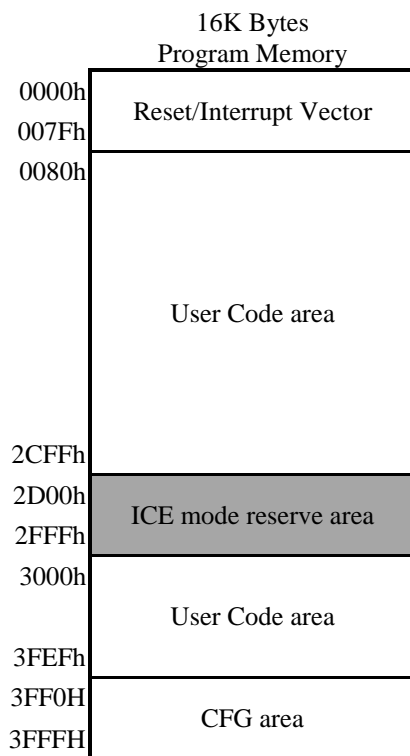 16K Bytes
Program Memory
0000h
Reset/Interrupt Vector
007Fh
0080h
User Code area
2CFFh
2D00h
ICE mode reserve area
2FFFh
3000h
User Code area
3FEFh
3FF0H
CFG area
3FFFH